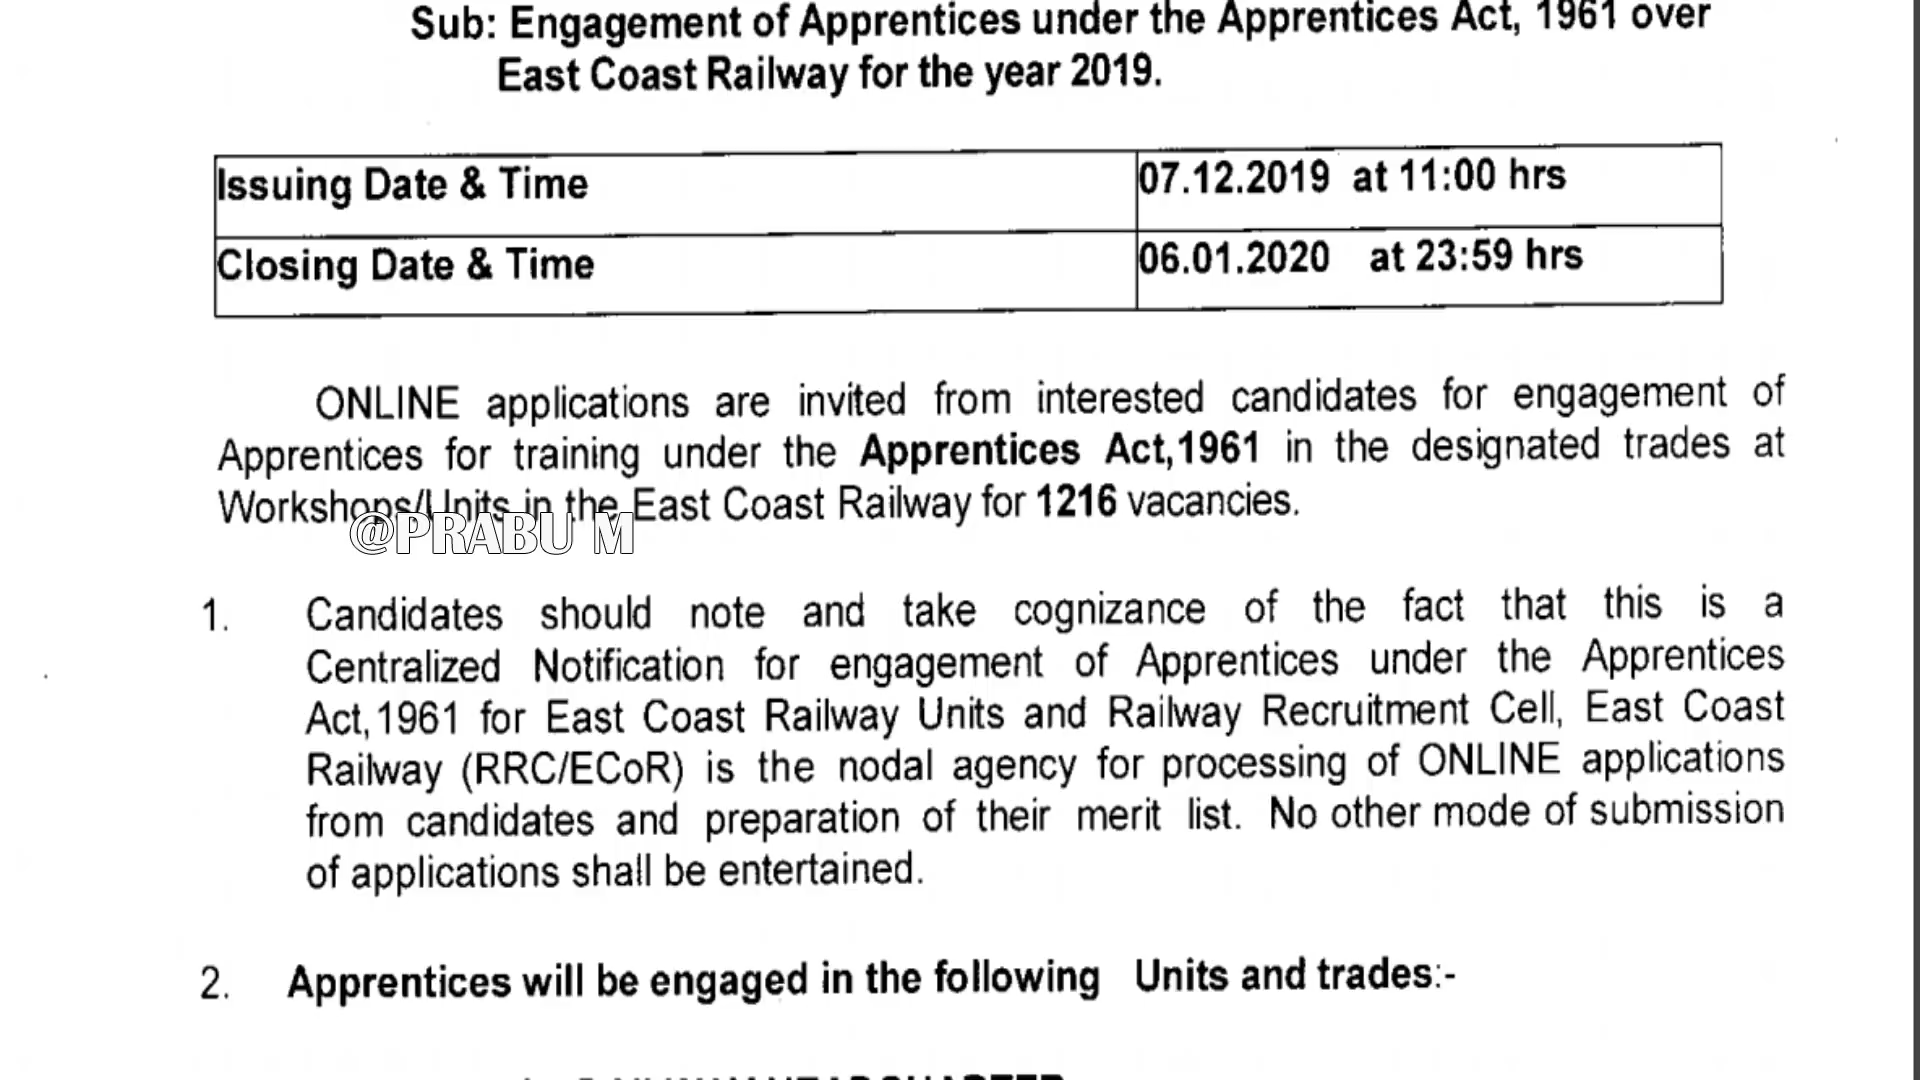 Sub: Engagement of Apprentices under the Apprentices Act, 1961 over
East Coast Railway for the year 2019.
Issuing Date & Time 07.12.2019 at 11:00 hrs
Closing Date & Time 06.01.2020 at 23:59 hrs
ONLINE applications are invited from interested candidates for engagement of
Apprentices for training under the Apprentices Act,1961 in the designated trades at
Workshops/Units in the East Coast Railway for 1216 vacancies.
@PRABU M
1. Candidates should note and take cognizance of the fact that this is a
Centralized Notification for engagement of Apprentices under the Apprentices
Act,1961 for East Coast Railway Units and Railway Recruitment Cell, East Coast
Railway (RRC/ECoR) is the nodal agency for processing of ONLINE applications
from candidates and preparation of their merit list. No other mode of submission
of applications shall be entertained.
2. Apprentices will be engaged in the following Units and trades:-